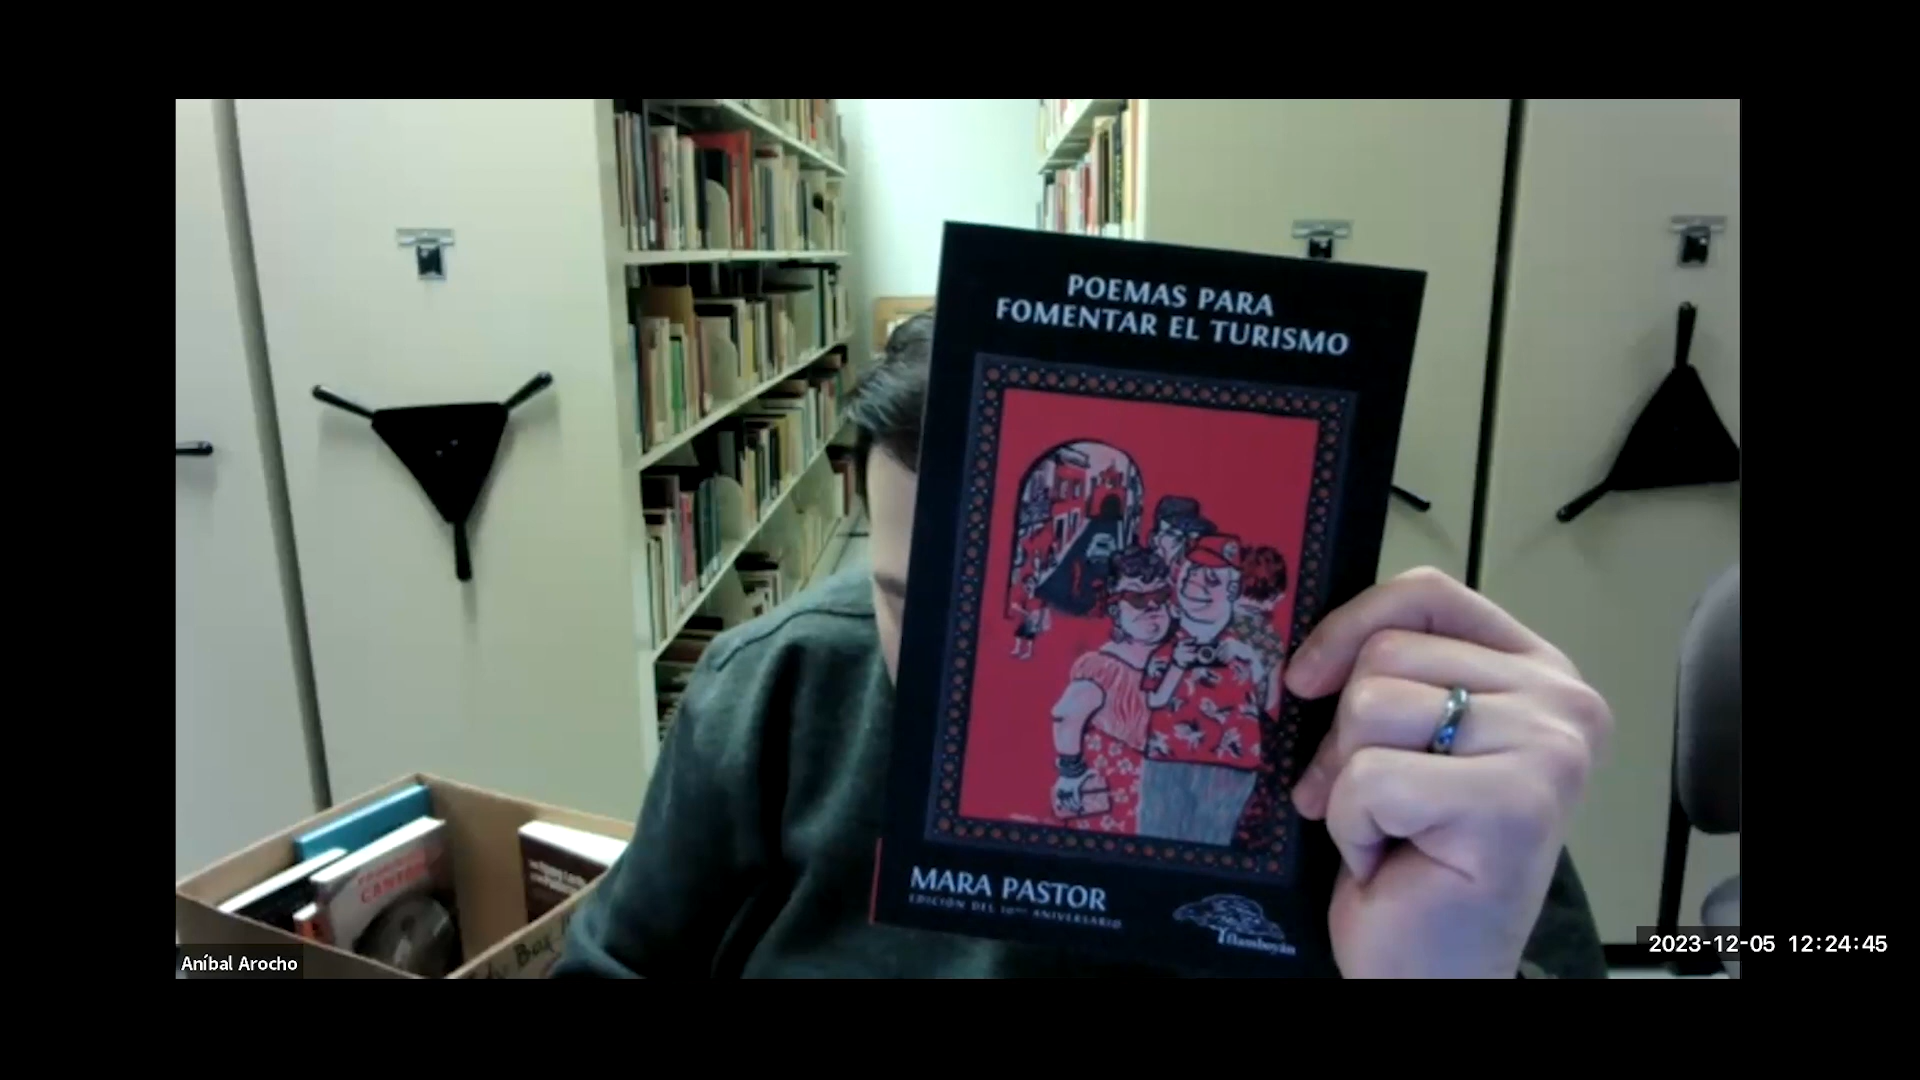 POEMAS PARA
FOMENTAR EL TURISMO
MARA PASTOR
EDICIÓN DEL 10MO ANIVERSARIO
flamboyán
Box
Aníbal Arocho
2023-12-05 12:24:45